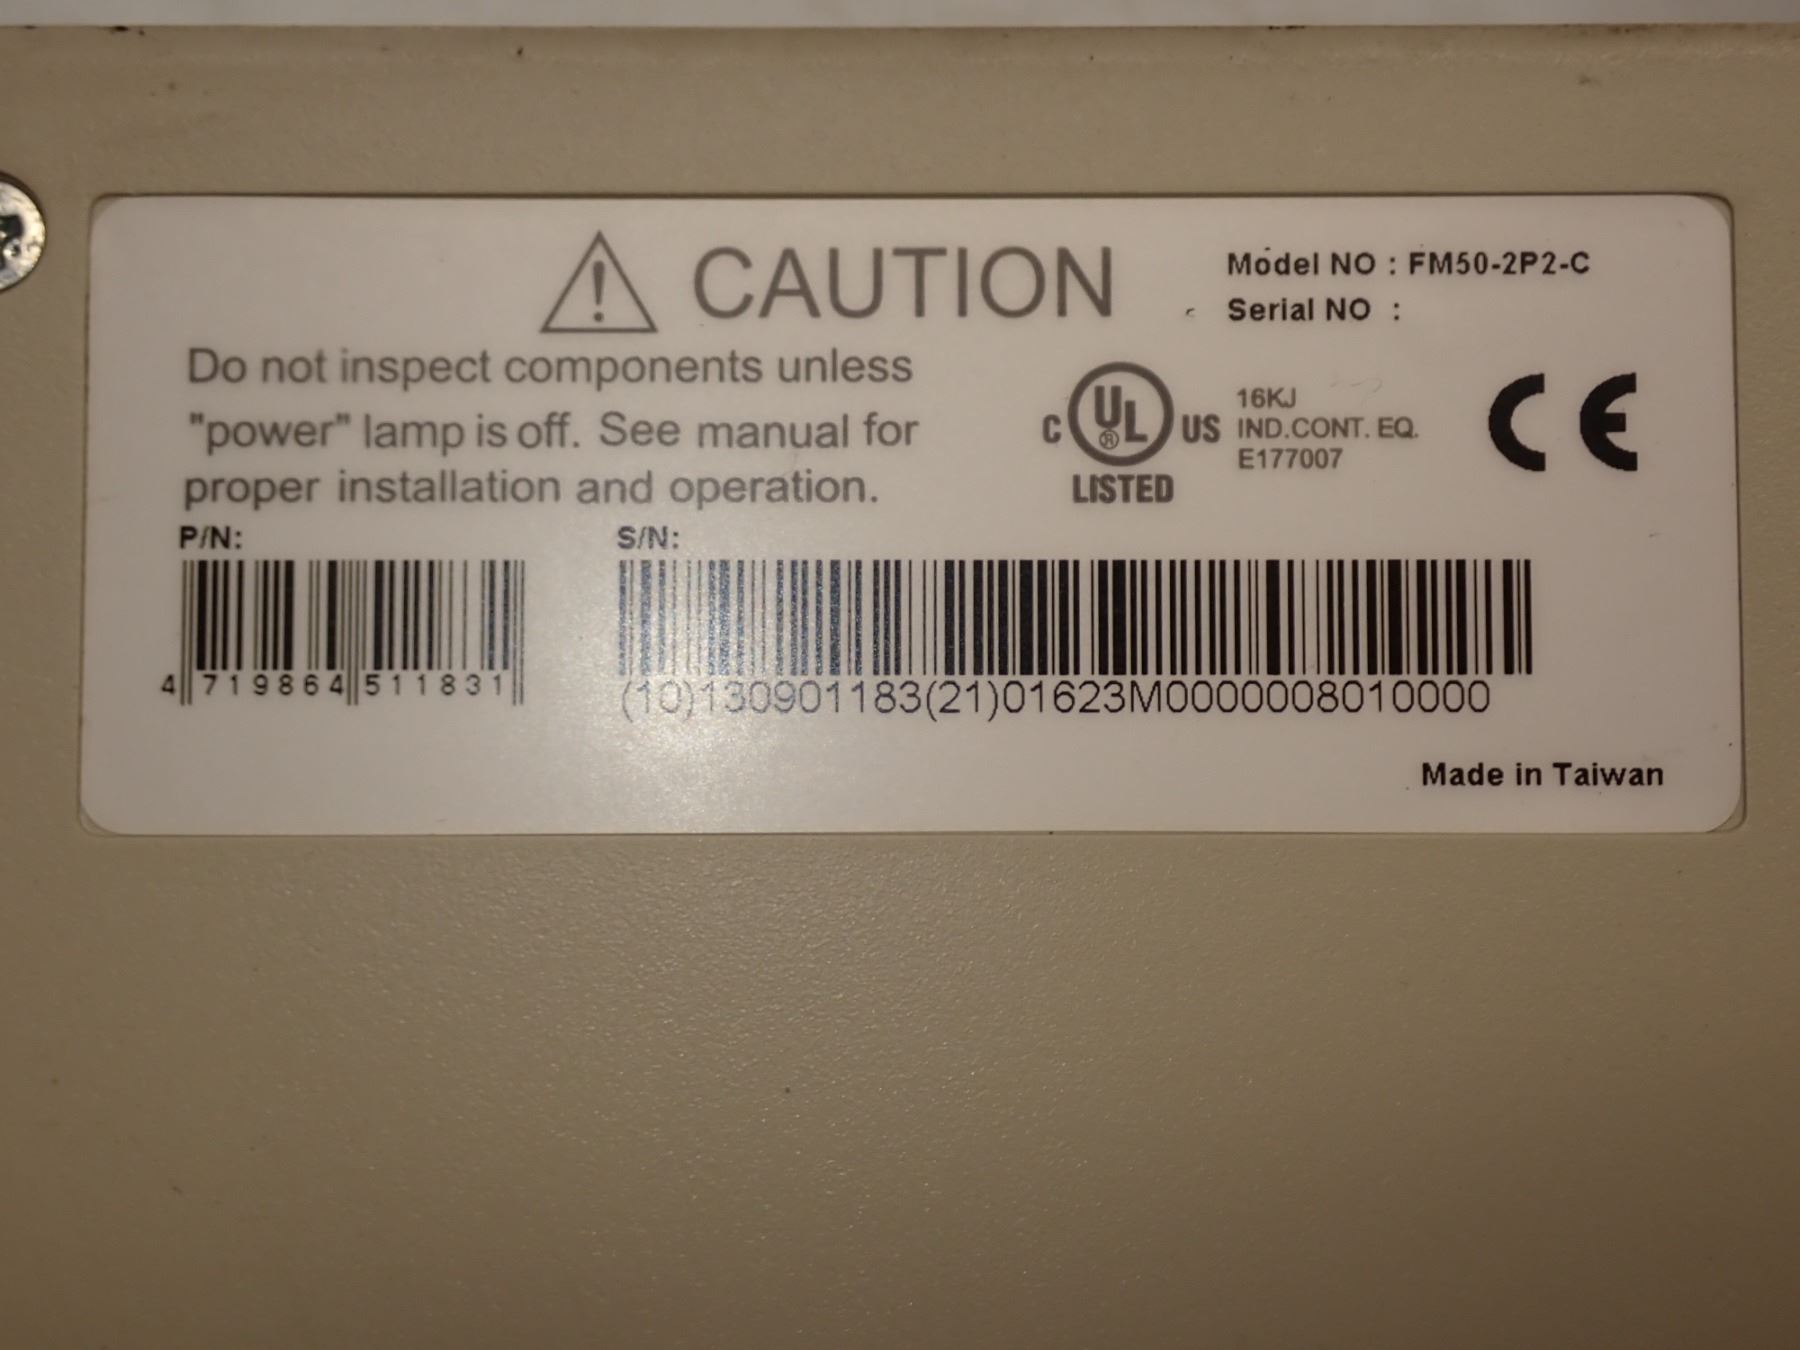 CAUTION
Model NO : FM50-2P2-C
Serial NO :
Do not inspect components unless
"power" lamp is off. See manual for
proper installation and operation.
C UL ® US
LISTED
16KJ
IND.CONT. EQ.
E177007
CE
P/N:
4 719864 511831
S/N:
(10)130901183(21)01623M0000008010000
Made in Taiwan